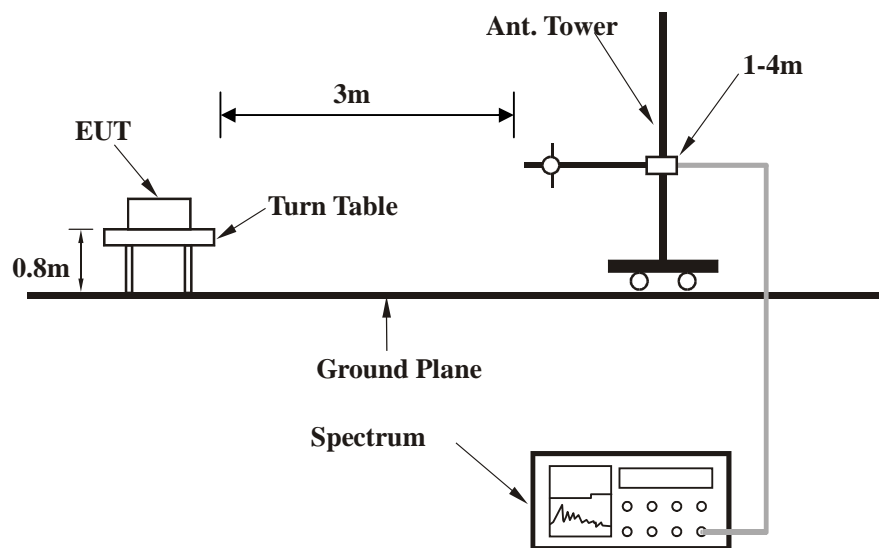 Ant. Tower
1-4m
3m
EUT
Turn Table
0.8m
Ground Plane
Spectrum